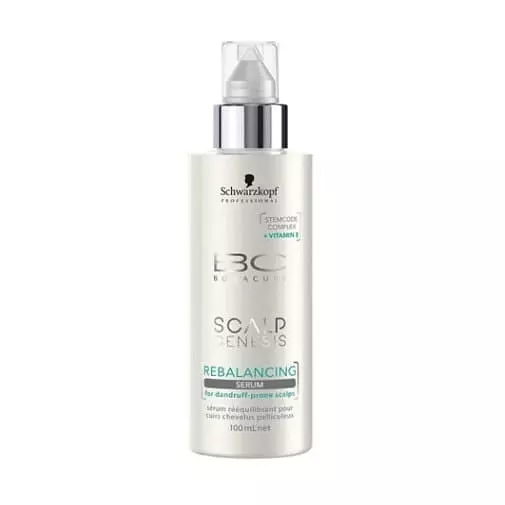 Schwarzkopf
PROFESSIONAL
STEMCODE
COMPLEX
+ VITAMIN E
BC
BONACURE
SCALP
GENESIS
REBALANCING
SERUM
for dandruff-prone scalps
sérum rééquilibrant pour
cuirs chevelus pelliculeux
100 mL net